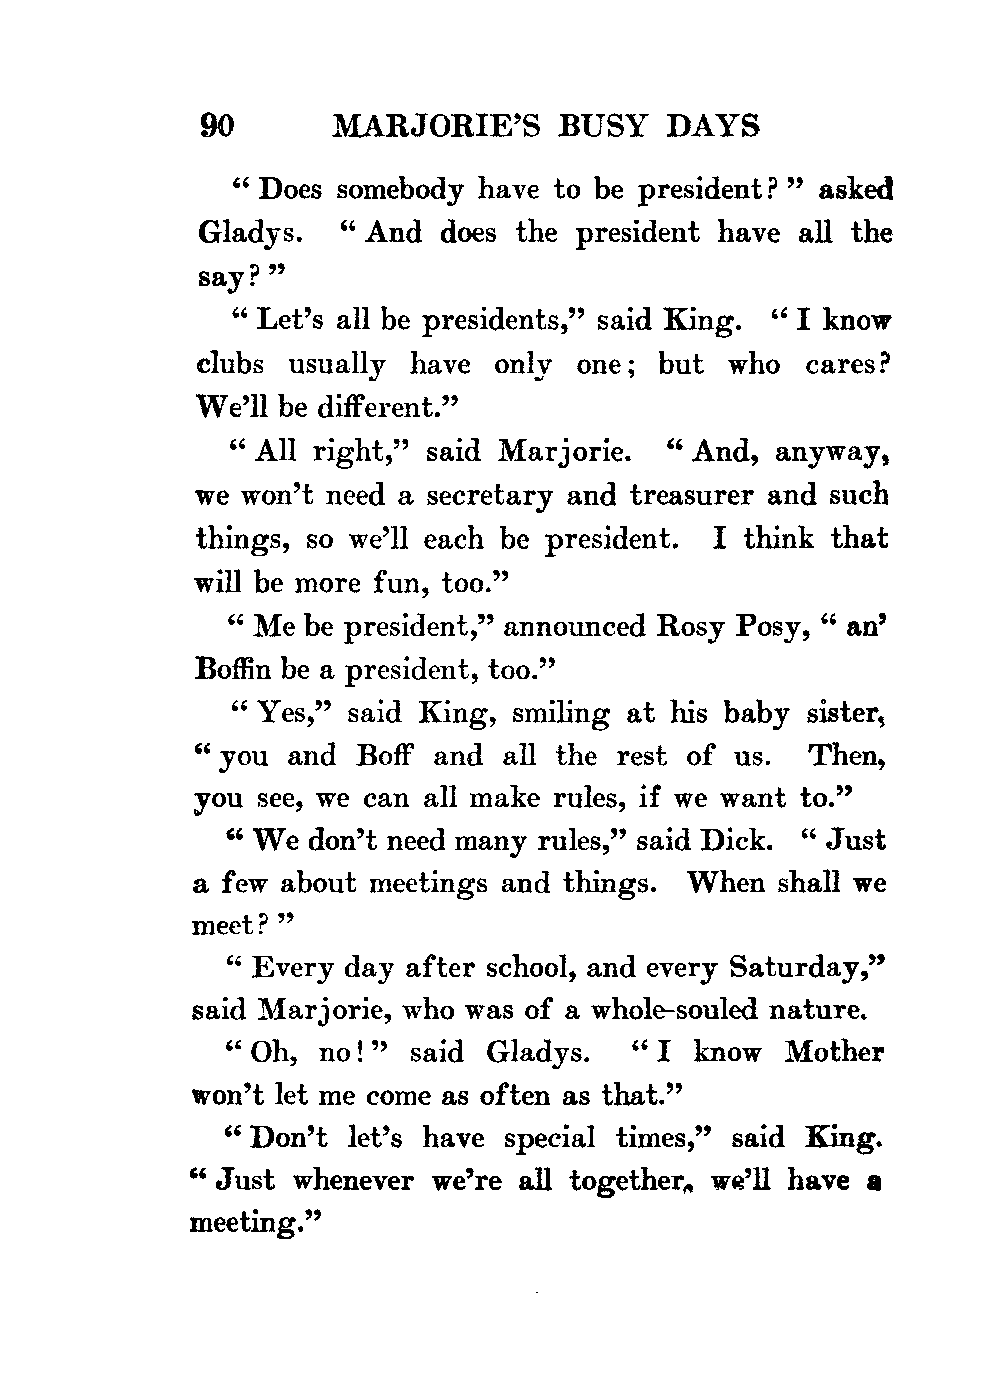 90 MARJORIE'S BUSY DAYS
“ Does somebody have to be president? ” asked
Gladys. “ And does the president have all the
say? ”
“ Let’s all be presidents,” said King. “ I know
clubs usually have only one; but who cares?
We’ll be different.”
“ All right,” said Marjorie. “ And, anyway,
we won’t need a secretary and treasurer and such
things, so we’ll each be president. I think that
will be more fun, too.”
“ Me be president,” announced Rosy Posy, “ an’
Boffin be a president, too.”
“ Yes,” said King, smiling at his baby sister,
“ you and Boff and all the rest of us. Then,
you see, we can all make rules, if we want to.”
“ We don’t need many rules,” said Dick. “ Just
a few about meetings and things. When shall we
meet? ”
“ Every day after school, and every Saturday,”
said Marjorie, who was of a whole-souled nature.
“ Oh, no! ” said Gladys. “ I know Mother
won’t let me come as often as that.”
“ Don’t let’s have special times,” said King.
“ Just whenever we’re all together, we’ll have a
meeting.”